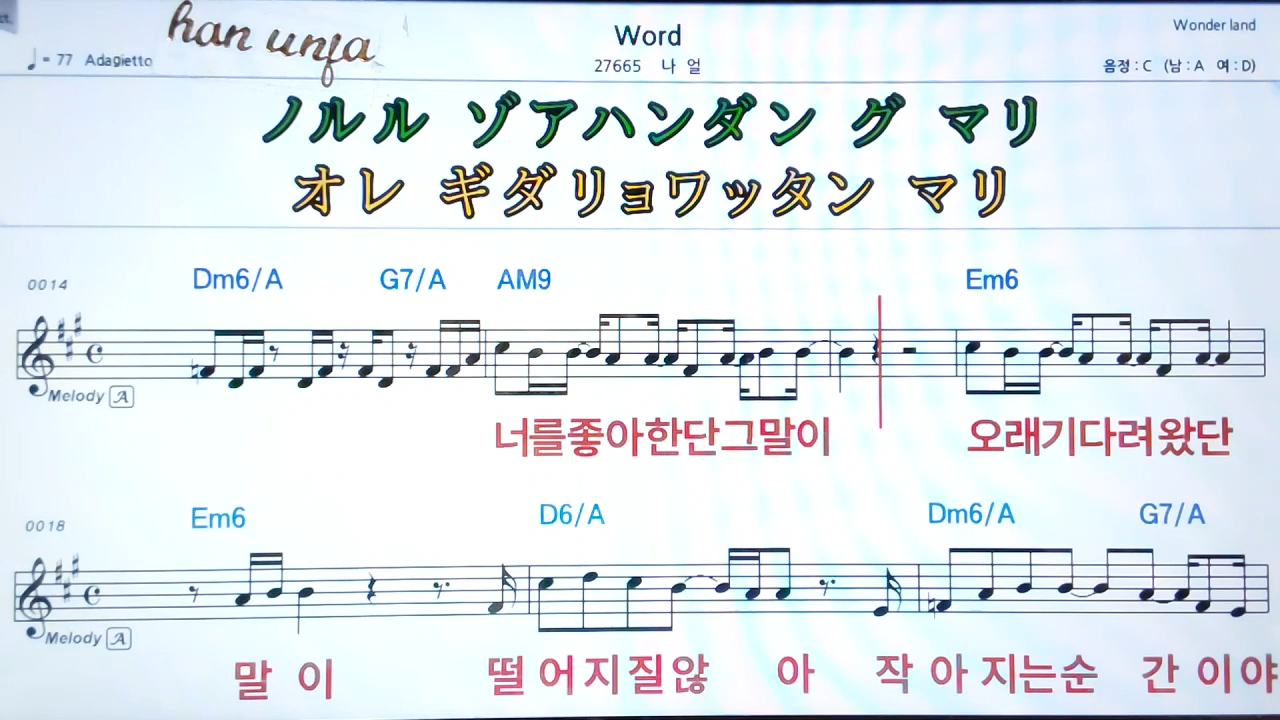 han unfa
Word
Wonder land
♩= 77 Adagietto
27665 나 얼
음정 : C (남 : A 여 : D)
ノルル ゾアハンダン グ マリ
オレ ギダリョワッタン マリ
0014
Dm6/A G7/A AM9 Em6
Melody A
너를좋아한단그말이 오래기다려왔단
0018
Em6 D6/A Dm6/A G7/A
Melody A
말 이 떨 어 지 질 않 아 작 아 지는순 간 이 야